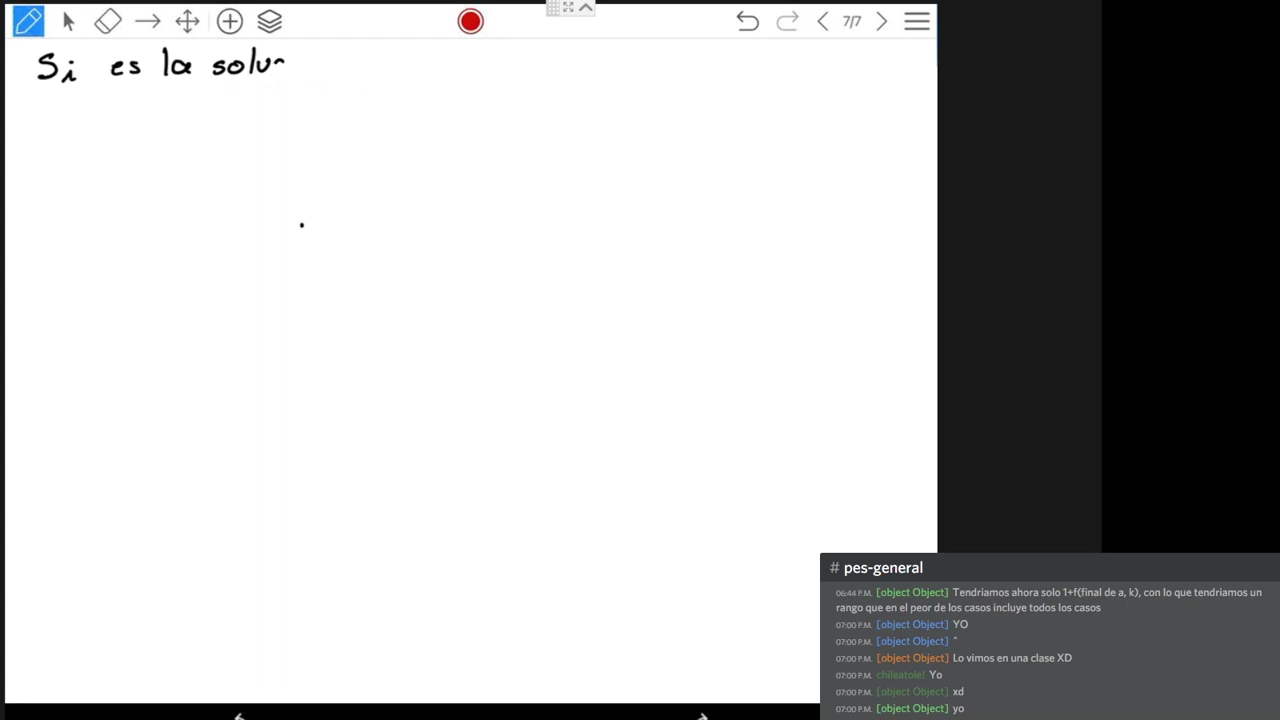 7/7
Si es la solu
# pes-general
06:44 P.M. [object Object] Tendríamos ahora solo 1+f(final de a, k), con lo que tendriamos un
rango que en el peor de los casos incluye todos los casos
07:00 P.M. [object Object] YO
07:00 P.M. [object Object] ^
07:00 P.M. [object Object] Lo vimos en una clase XD
07:00 P.M. chileatole! Yo
07:00 P.M. [object Object] xd
07:00 P.M. [object Object] yo